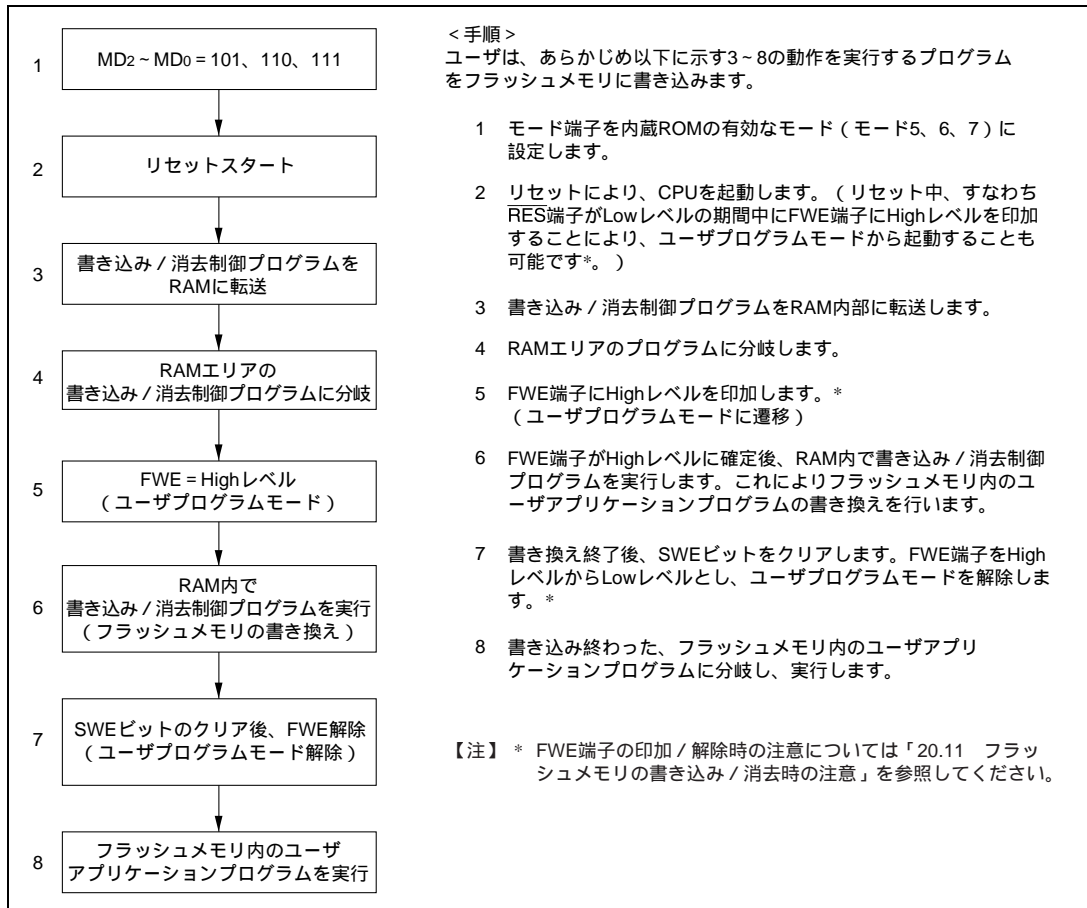 1
MD2 ~ MD0 = 101、110、111
2
リセットスタート
3
書き込み / 消去制御プログラムを
RAMに転送
4
RAMエリアの
書き込み / 消去制御プログラムに分岐
5
FWE = Highレベル
( ユーザプログラムモード )
6
RAM内で
書き込み / 消去制御プログラムを実行
( フラッシュメモリの書き換え )
7
SWEビットのクリア後、FWE解除
( ユーザプログラムモード解除 )
8
フラッシュメモリ内のユーザ
アプリケーションプログラムを実行
< 手順 >
ユーザは、あらかじめ以下に示す3 ~ 8の動作を実行するプログラム
をフラッシュメモリに書き込みます。
1 モード端子を内蔵ROMの有効なモード ( モード5、6、7 ) に
設定します。
2 リセットにより、CPUを起動します。 ( リセット中、すなわち
RES端子がLowレベルの期間中にFWE端子にHighレベルを印加
することにより、ユーザプログラムモードから起動することも
可能です*。 )
3 書き込み / 消去制御プログラムをRAM内部に転送します。
4 RAMエリアのプログラムに分岐します。
5 FWE端子にHighレベルを印加します。*
( ユーザプログラムモードに遷移 )
6 FWE端子がHighレベルに確定後、RAM内で書き込み / 消去制御
プログラムを実行します。これによりフラッシュメモリ内のユ
ーザアプリケーションプログラムの書き換えを行います。
7 書き換え終了後、SWEビットをクリアします。FWE端子をHigh
レベルからLowレベルとし、ユーザプログラムモードを解除しま
す。*
8 書き込み終わった、フラッシュメモリ内のユーザアプリ
ケーションプログラムに分岐し、実行します。
【注】 * FWE端子の印加 / 解除時の注意については「20.11 フラッ
シュメモリの書き込み / 消去時の注意」を参照してください。